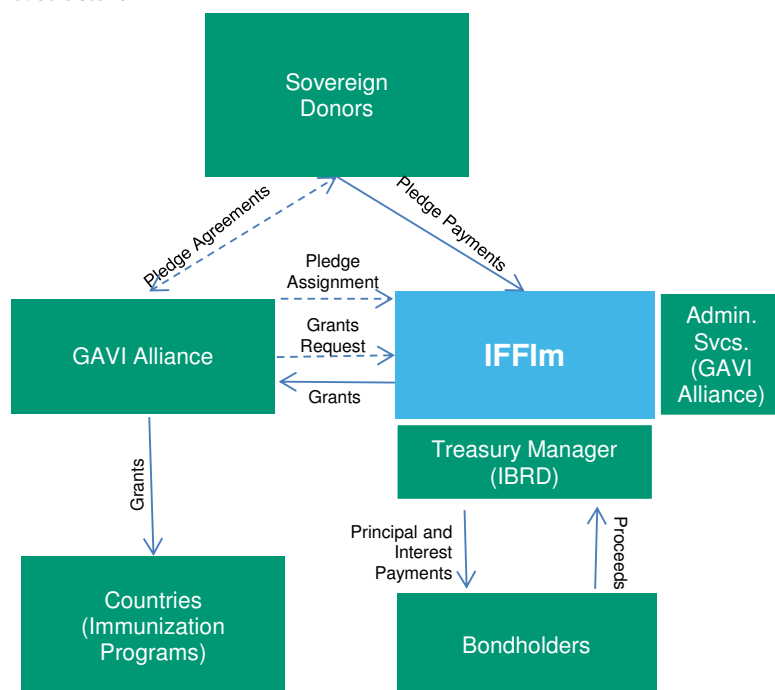 Sovereign
Donors
Pledge Agreements
Pledge Payments
Pledge
Assignment
GAVI Alliance
Grants
Request
IFFIm
Admin.
Svcs.
(GAVI
Alliance)
Grants
Treasury Manager
(IBRD)
Grants
Principal and
Interest
Payments
Proceeds
Countries
(Immunization
Programs)
Bondholders